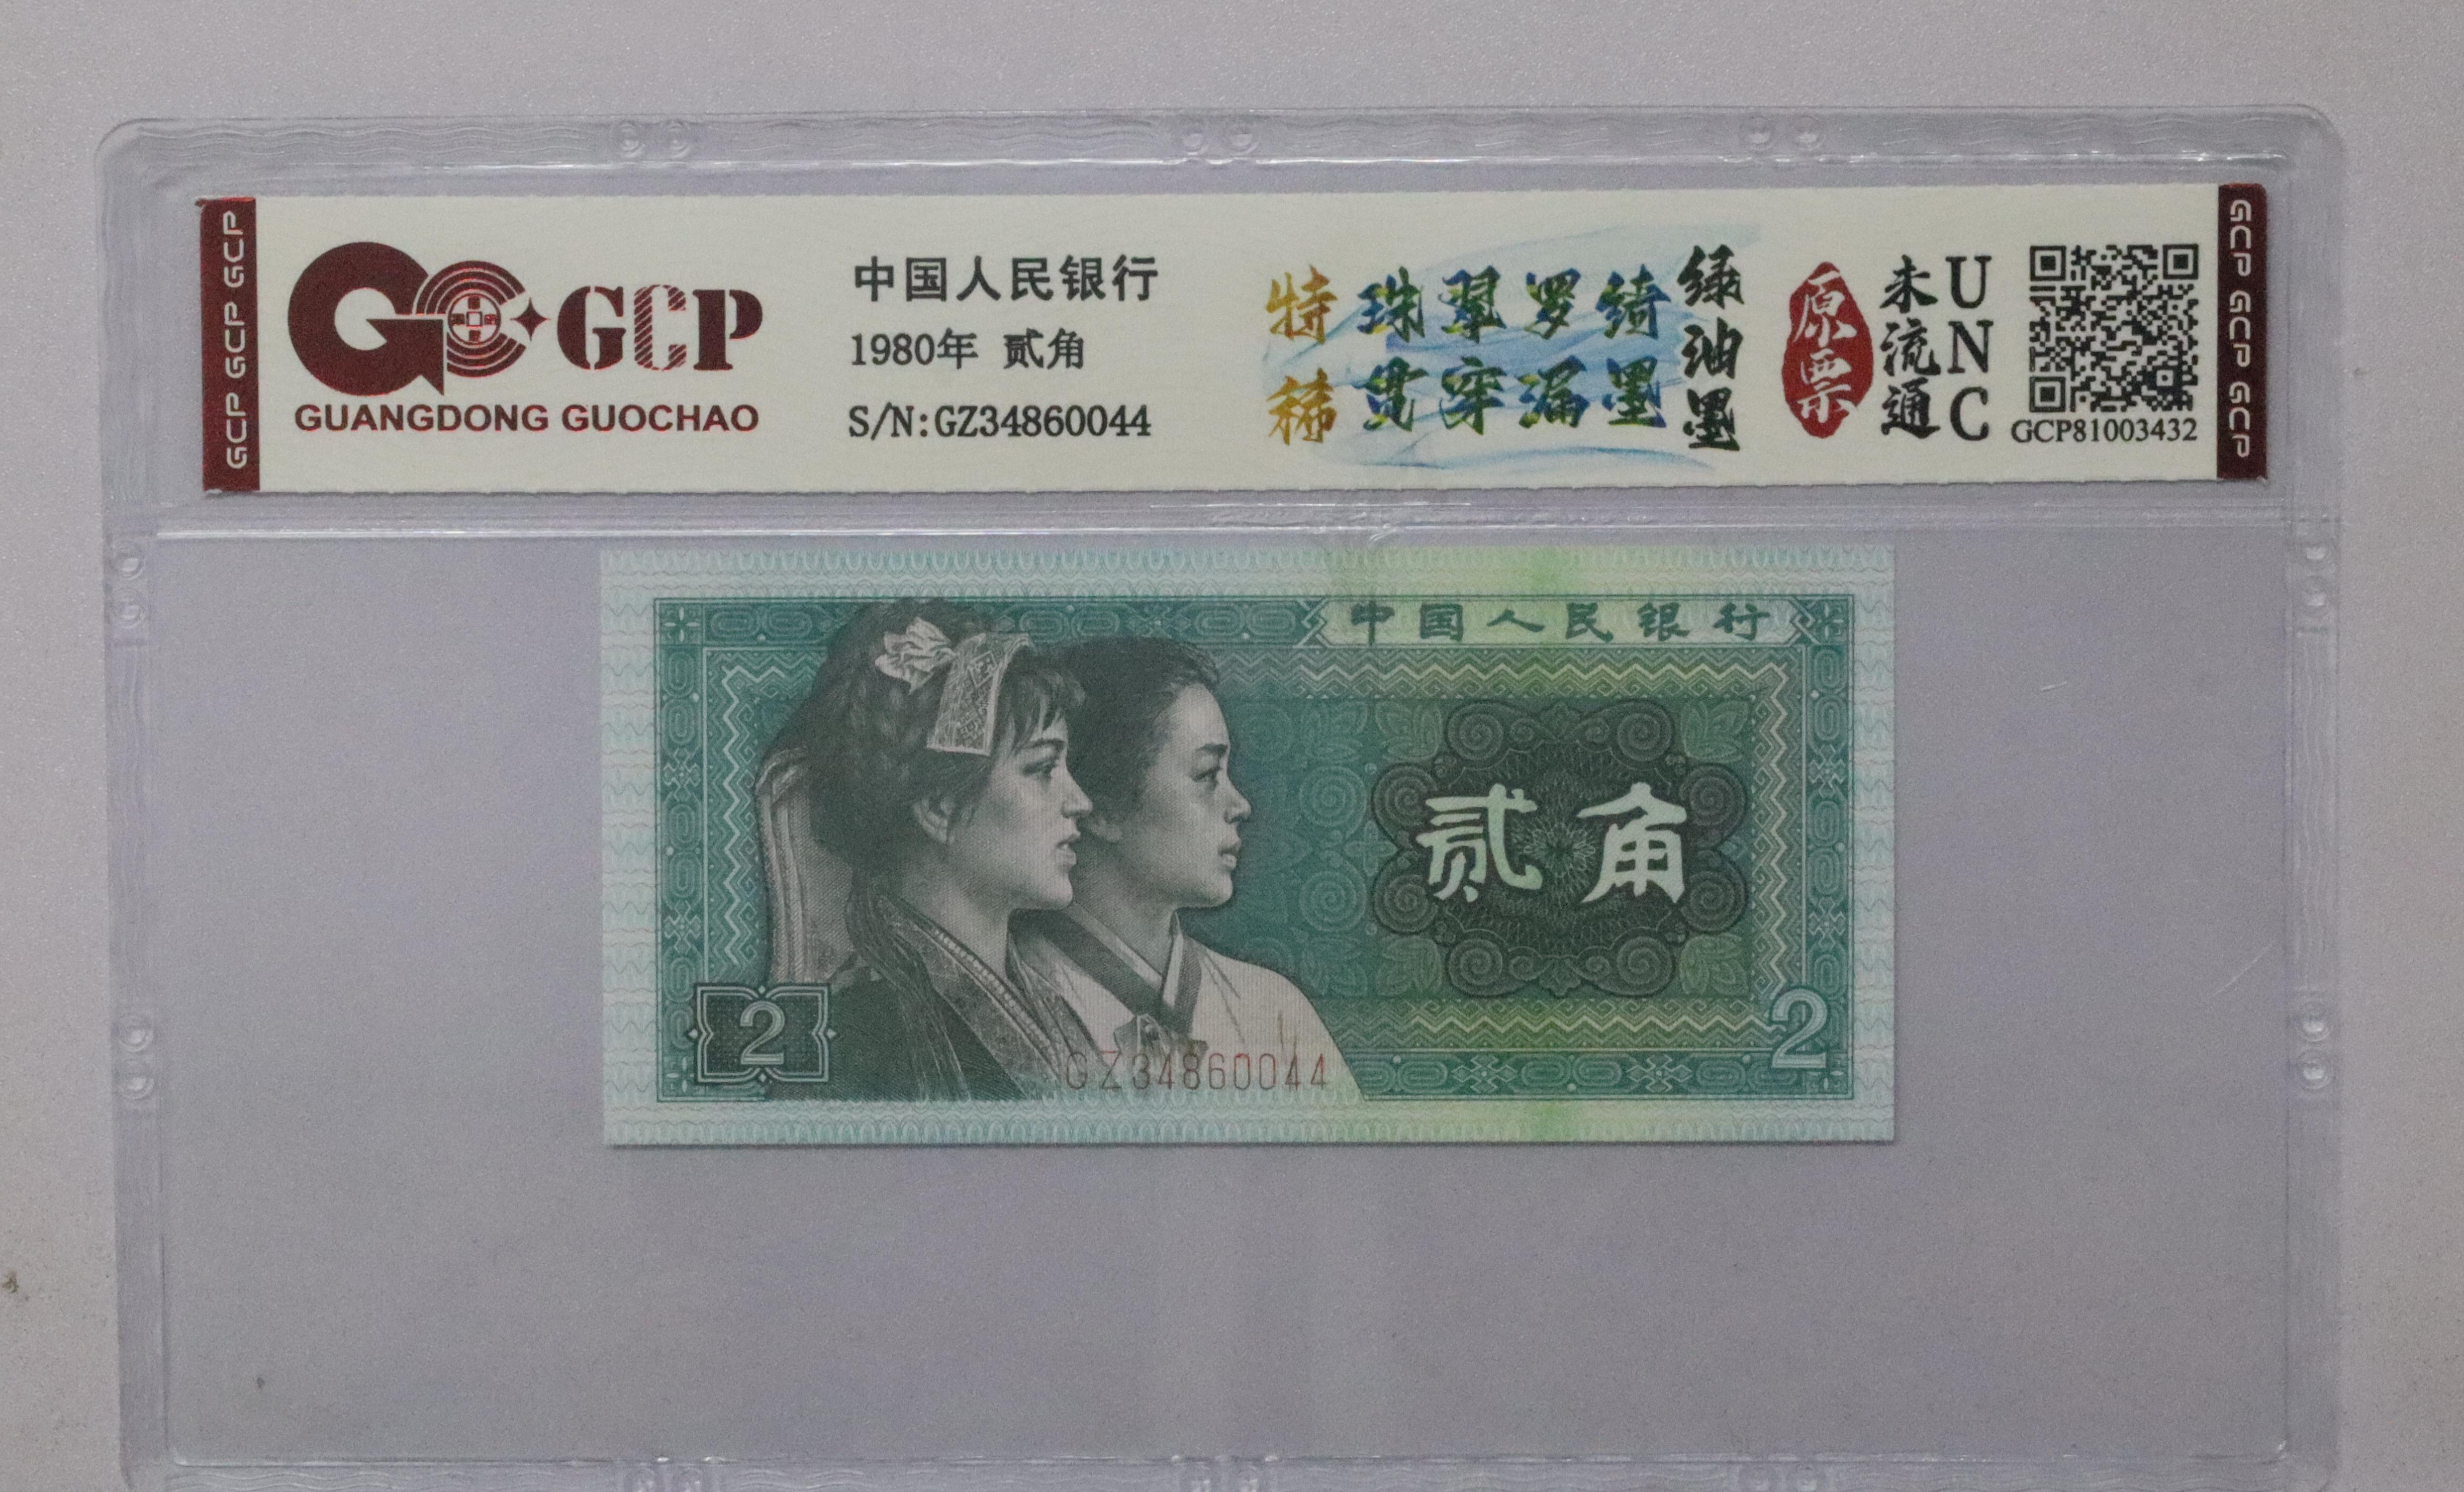 GCP GCP GCP
GCP
GUANGDONG GUOCHAO
中国人民银行
1980年 贰角
S/N:GZ34860044
特稀
珠翠罗绮
贯穿漏墨
绿油墨
原票
未流通
UNC
GCP81003432
GCP GCP GCP
中国人民银行
贰角
2
GZ34860044
2